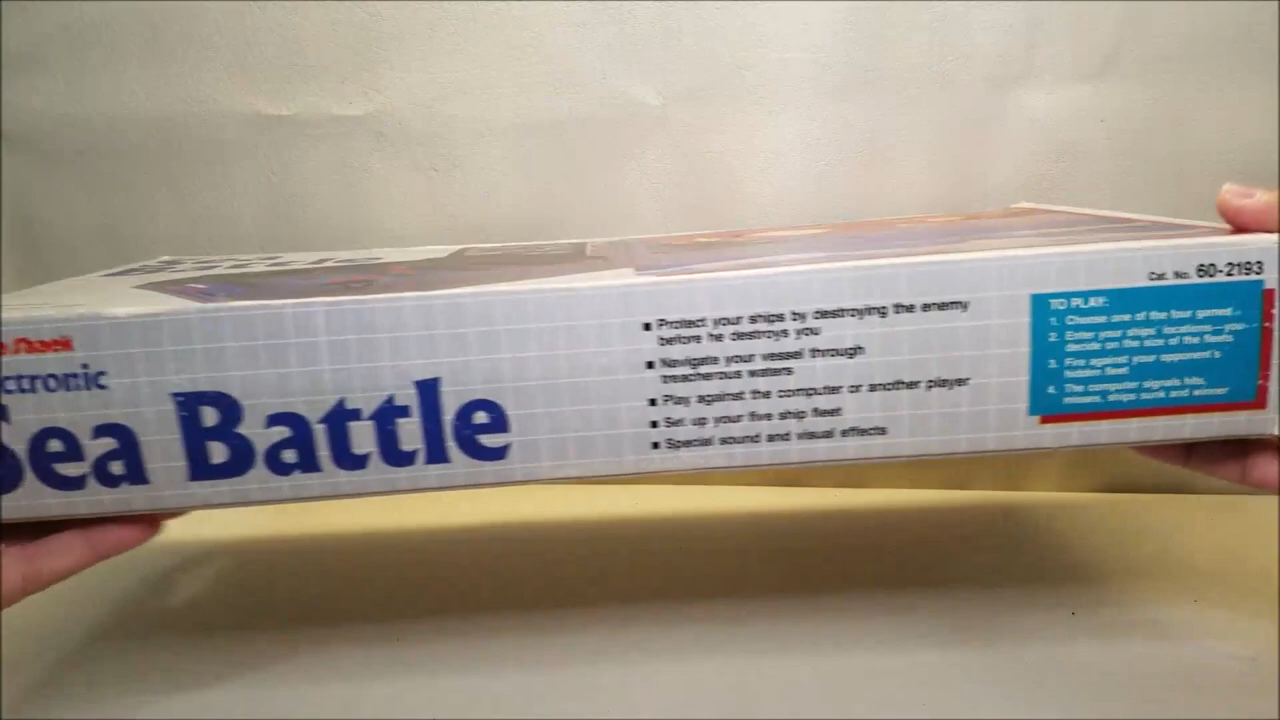 Shack
ctronic
Sea Battle
■ Protect your ships by destroying the enemy
before he destroys you
■ Navigate your vessel through
treacherous waters
■ Play against the computer or another player
■ Set up your five ship fleet
■ Special sound and visual effects
Cat. No. 60-2193
TO PLAY:
1. Choose one of the four games.
2. Enter your ships' locations—you
decide on the size of the fleets
3. Fire against your opponent's
hidden fleet
4. The computer signals hits,
misses, ships sunk and winner
Battle